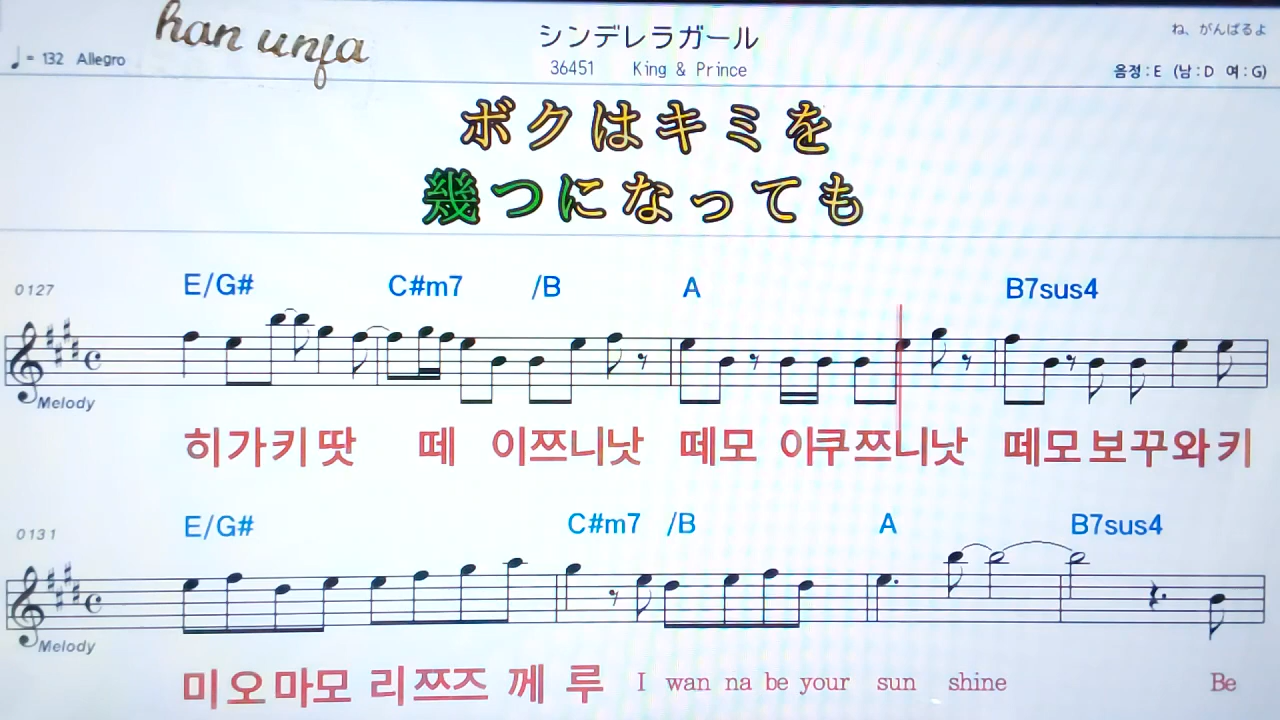 han unfa
シンデレラガール
ね、がんばるよ
♩= 132 Allegro
36451 King & Prince
음정 : E (남 : D 여 : G)
ボクはキミを
幾つになっても
0127 E/G# C#m7 /B A B7sus4
Melody
히가키땃 떼 이쯔니낫 떼모 이쿠쯔니낫 떼모보꾸와키
0131 E/G# C#m7 /B A B7sus4
Melody
미오마모 리쯔즈 께 루 I wan na be your sun shine Be